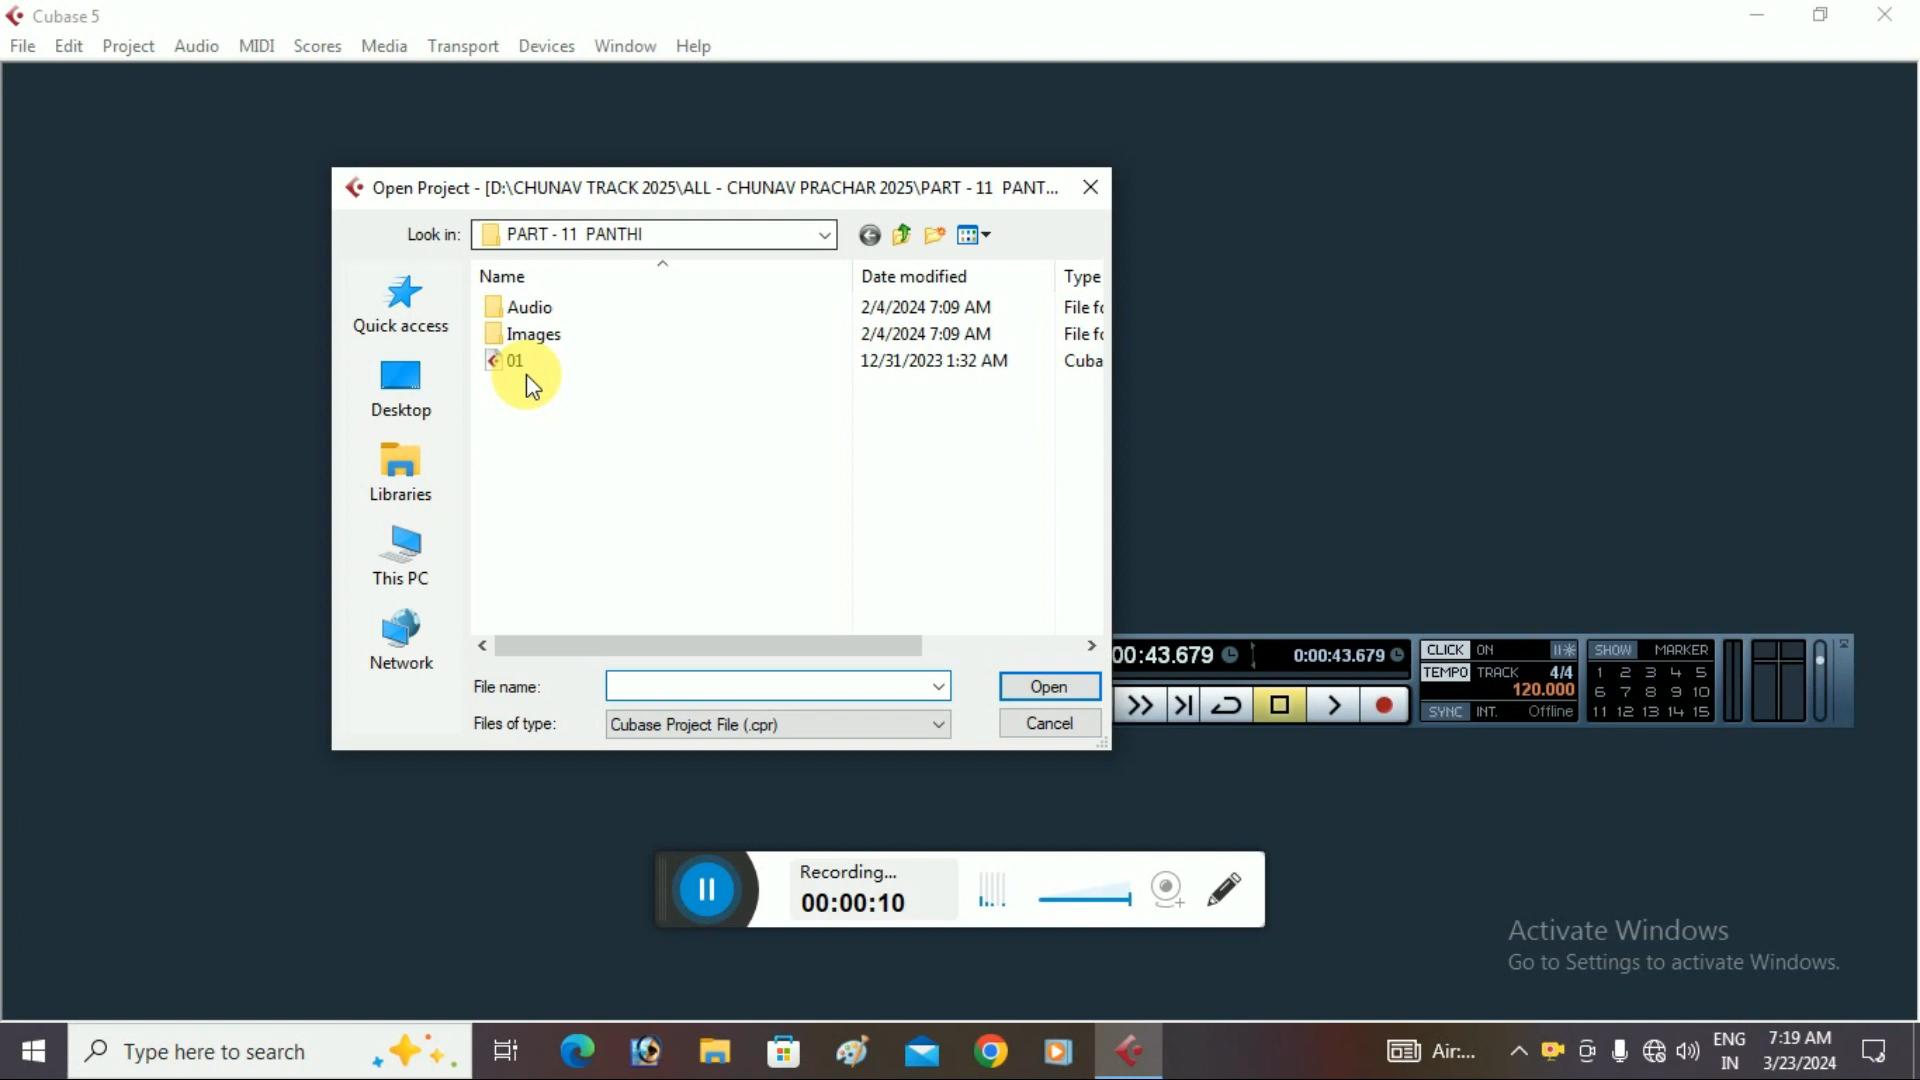 Cubase 5
File Edit Project Audio MIDI Scores Media Transport Devices Window Help
Open Project - [D:\CHUNAV TRACK 2025\ALL - CHUNAV PRACHAR 2025\PART - 11 PANT...
Look in: PART - 11 PANTHI
Name Date modified Type
Audio 2/4/2024 7:09 AM File fo
Images 2/4/2024 7:09 AM File fo
01 12/31/2023 1:32 AM Cuba
Quick access
Desktop
Libraries
This PC
Network
File name: Open
Files of type: Cubase Project File (.cpr) Cancel
00:43.679 0:00:43.679
CLICK ON
TEMPO TRACK 4/4
120.000
SYNC INT. Offline
SHOW MARKER
1 2 3 4 5
6 7 8 9 10
11 12 13 14 15
Recording...
00:00:10
Activate Windows
Go to Settings to activate Windows.
Type here to search
Air:...
ENG
IN
7:19 AM
3/23/2024